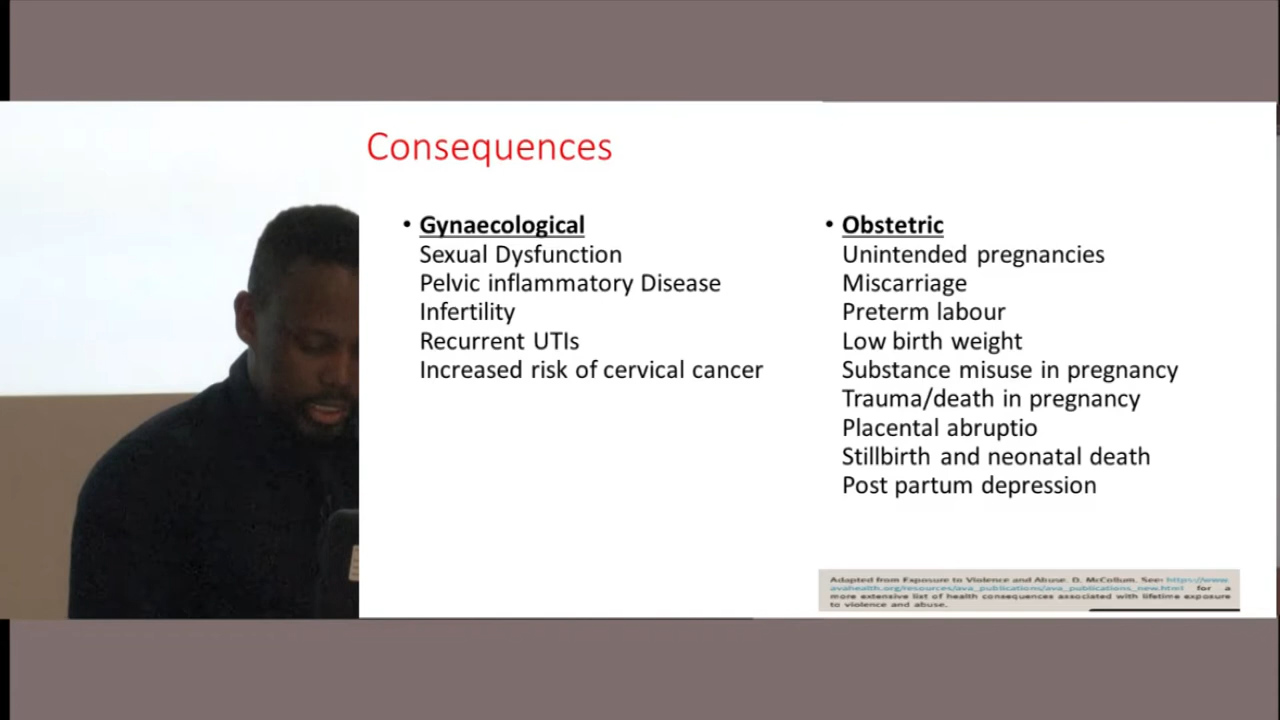 Consequences
• Gynaecological
Sexual Dysfunction
Pelvic inflammatory Disease
Infertility
Recurrent UTIs
Increased risk of cervical cancer
• Obstetric
Unintended pregnancies
Miscarriage
Preterm labour
Low birth weight
Substance misuse in pregnancy
Trauma/death in pregnancy
Placental abruptio
Stillbirth and neonatal death
Post partum depression
Adapted from Exposure to Violence and Abuse. D. McCollum. See: https://www.
avahealth.org/resources/ava_publications/ava_publications_new.html for a
more extensive list of health consequences associated with lifetime exposure
to violence and abuse.